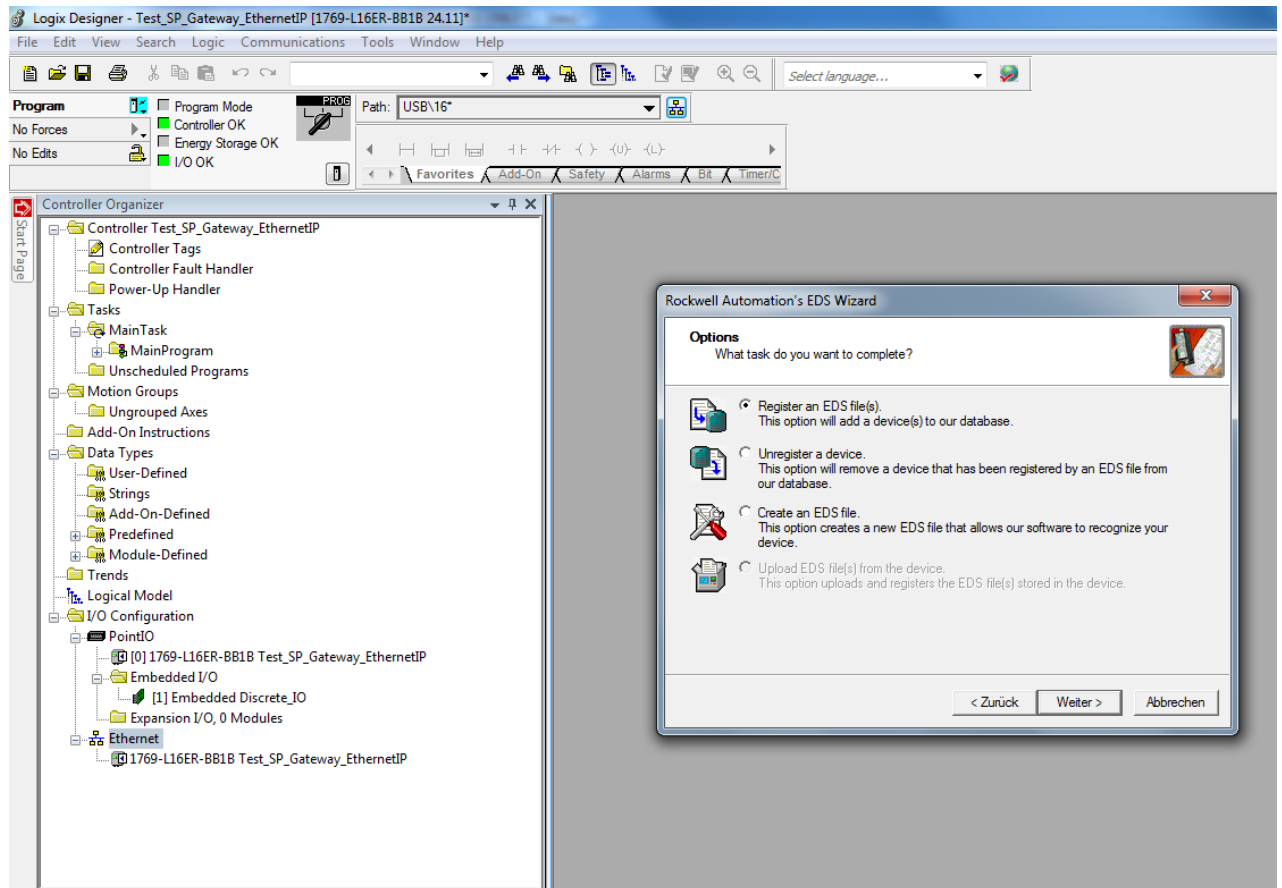 Logix Designer - Test_SP_Gateway_EthernetIP [1769-L16ER-BB1B 24.11]*
File Edit View Search Logic Communications Tools Window Help
Select language...
Program
Program Mode
PROG
Path: USB\16*
No Forces
Controller OK
Energy Storage OK
No Edits
I/O OK
Favorites Add-On Safety Alarms Bit Timer/C
Start Page
Controller Organizer
Controller Test_SP_Gateway_EthernetIP
Controller Tags
Controller Fault Handler
Power-Up Handler
Tasks
MainTask
MainProgram
Unscheduled Programs
Motion Groups
Ungrouped Axes
Add-On Instructions
Data Types
User-Defined
Strings
Add-On-Defined
Predefined
Module-Defined
Trends
Logical Model
I/O Configuration
PointIO
[0] 1769-L16ER-BB1B Test_SP_Gateway_EthernetIP
Embedded I/O
[1] Embedded Discrete_IO
Expansion I/O, 0 Modules
Ethernet
1769-L16ER-BB1B Test_SP_Gateway_EthernetIP
Rockwell Automation's EDS Wizard
Options
What task do you want to complete?
Register an EDS file(s).
This option will add a device(s) to our database.
Unregister a device.
This option will remove a device that has been registered by an EDS file from
our database.
Create an EDS file.
This option creates a new EDS file that allows our software to recognize your
device.
Upload EDS file(s) from the device.
This option uploads and registers the EDS file(s) stored in the device.
< Zurück Weiter > Abbrechen